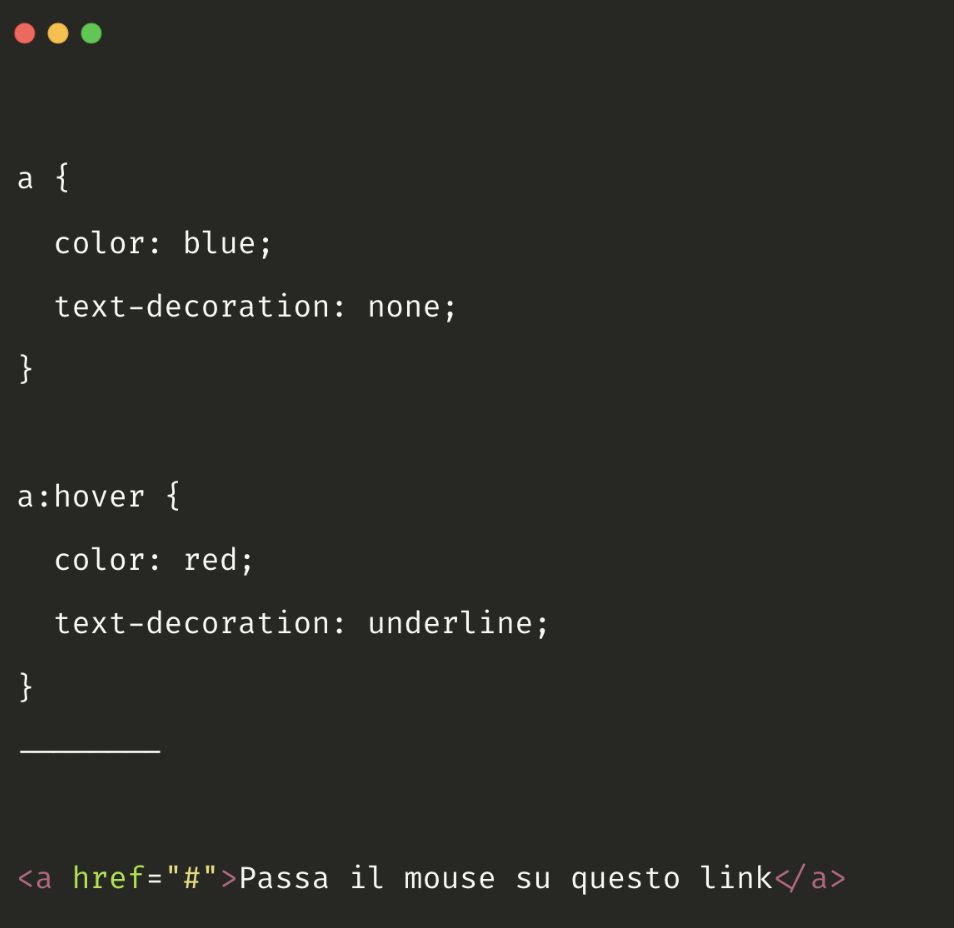 a {
  color: blue;
  text-decoration: none;
}
a:hover {
  color: red;
  text-decoration: underline;
}
————————
<a href="#">Passa il mouse su questo link</a>